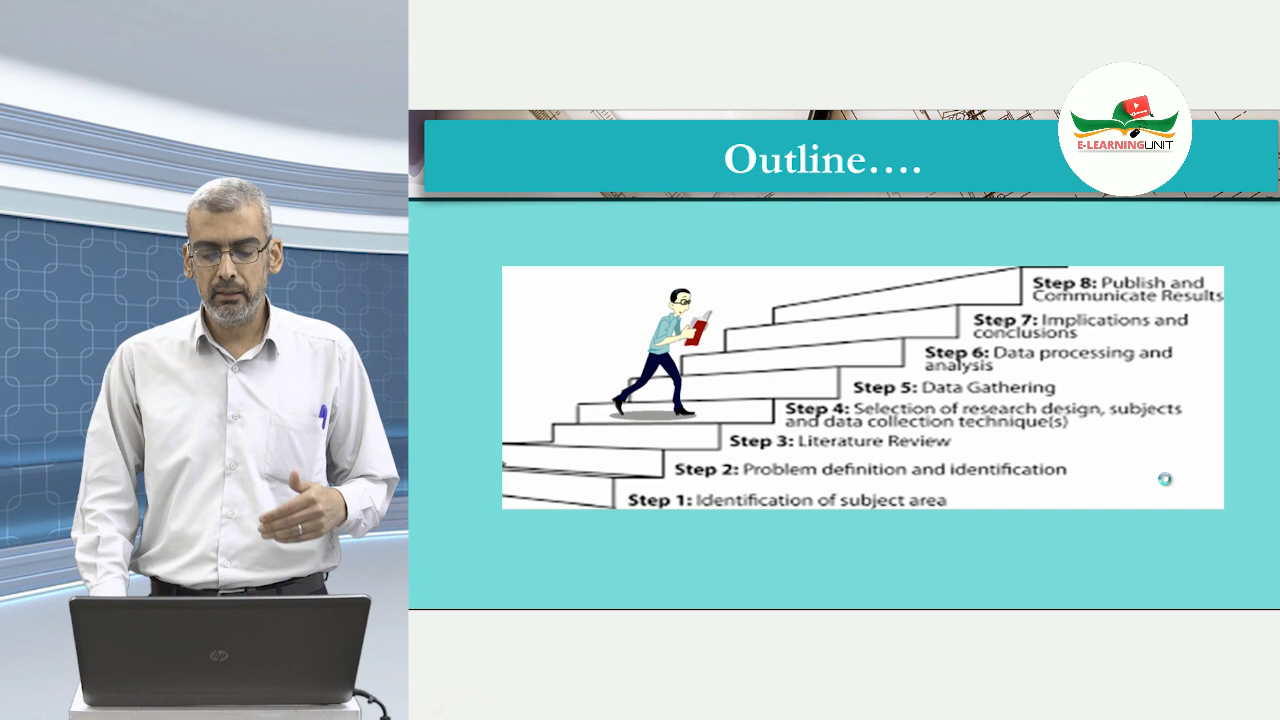 Outline….
E-LEARNINGUNIT
Step 8: Publish and
Communicate Results
Step 7: Implications and
conclusions
Step 6: Data processing and
analysis
Step 5: Data Gathering
Step 4: Selection of research design, subjects
and data collection technique(s)
Step 3: Literature Review
Step 2: Problem definition and identification
Step 1: Identification of subject area
hp